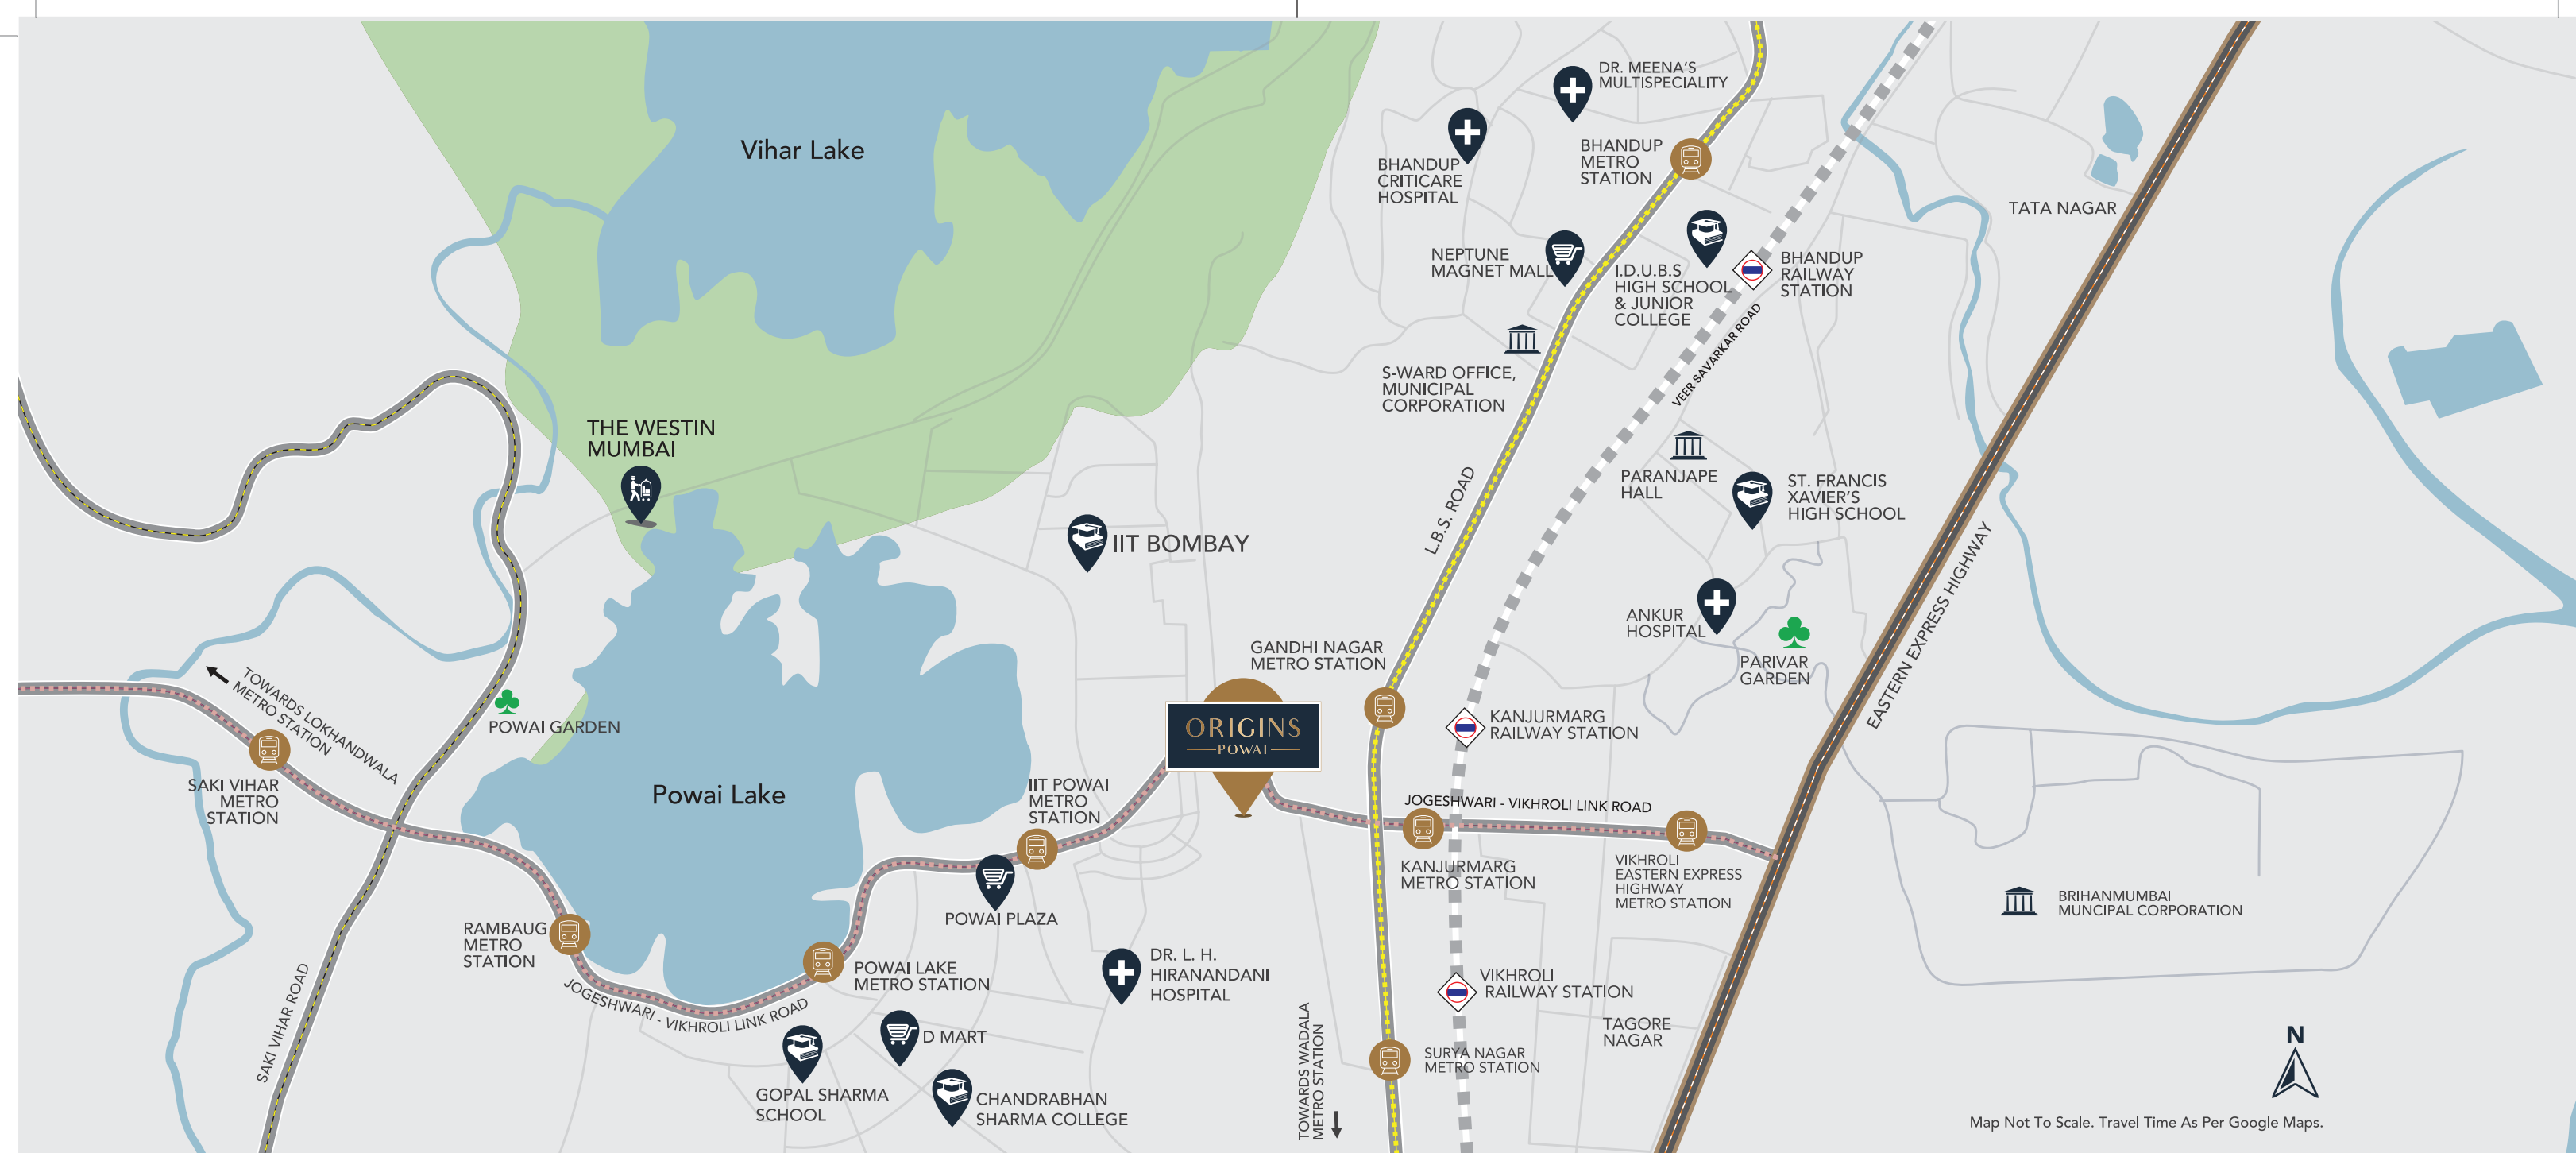 Vihar Lake
DR. MEENA'S
MULTISPECIALITY
BHANDUP
CRITICARE
HOSPITAL
BHANDUP
METRO
STATION
TATA NAGAR
NEPTUNE
MAGNET MALL
I.D.U.B.S
HIGH SCHOOL
& JUNIOR
COLLEGE
BHANDUP
RAILWAY
STATION
VEER SAVARKAR ROAD
S-WARD OFFICE,
MUNICIPAL
CORPORATION
THE WESTIN
MUMBAI
PARANJAPE
HALL
ST. FRANCIS
XAVIER'S
HIGH SCHOOL
L.B.S. ROAD
IIT BOMBAY
EASTERN EXPRESS HIGHWAY
ANKUR
HOSPITAL
PARIVAR
GARDEN
GANDHI NAGAR
METRO STATION
TOWARDS LOKHANDWALA
METRO STATION
POWAI GARDEN
ORIGINS
POWAI
KANJURMARG
RAILWAY STATION
SAKI VIHAR
METRO
STATION
Powai Lake
IIT POWAI
METRO
STATION
JOGESHWARI - VIKHROLI LINK ROAD
KANJURMARG
METRO STATION
VIKHROLI
EASTERN EXPRESS
HIGHWAY
METRO STATION
POWAI PLAZA
BRIHANMUMBAI
MUNCIPAL CORPORATION
RAMBAUG
METRO
STATION
POWAI LAKE
METRO STATION
DR. L. H.
HIRANANDANI
HOSPITAL
VIKHROLI
RAILWAY STATION
JOGESHWARI - VIKHROLI LINK ROAD
SAKI VIHAR ROAD
D MART
TAGORE
NAGAR
SURYA NAGAR
METRO STATION
TOWARDS WADALA
METRO STATION
GOPAL SHARMA
SCHOOL
CHANDRABHAN
SHARMA COLLEGE
N
Map Not To Scale. Travel Time As Per Google Maps.